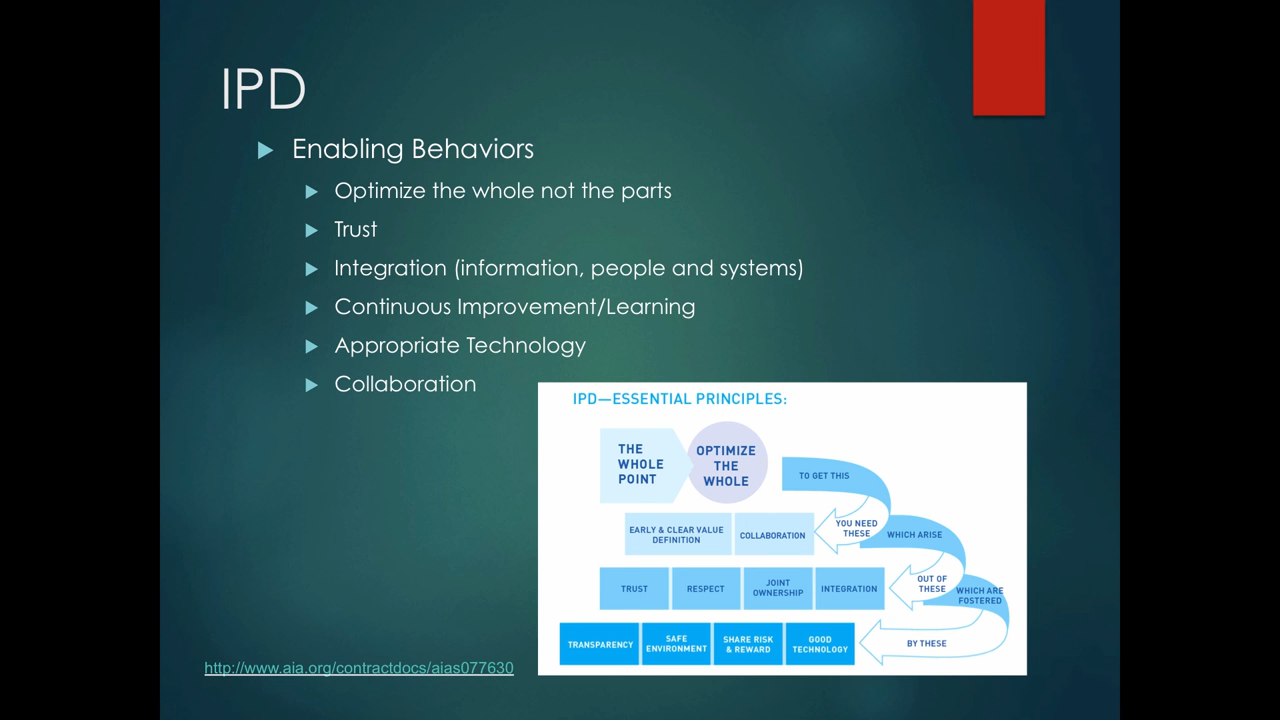 IPD
Enabling Behaviors
Optimize the whole not the parts
Trust
Integration (information, people and systems)
Continuous Improvement/Learning
Appropriate Technology
Collaboration
IPD—ESSENTIAL PRINCIPLES:
THE
WHOLE
POINT
OPTIMIZE
THE
WHOLE
TO GET THIS
EARLY & CLEAR VALUE
DEFINITION
COLLABORATION
YOU NEED
THESE
WHICH ARISE
TRUST
RESPECT
JOINT
OWNERSHIP
INTEGRATION
OUT OF
THESE
WHICH ARE
FOSTERED
TRANSPARENCY
SAFE
ENVIRONMENT
SHARE RISK
& REWARD
GOOD
TECHNOLOGY
BY THESE
http://www.aia.org/contractdocs/aias077630